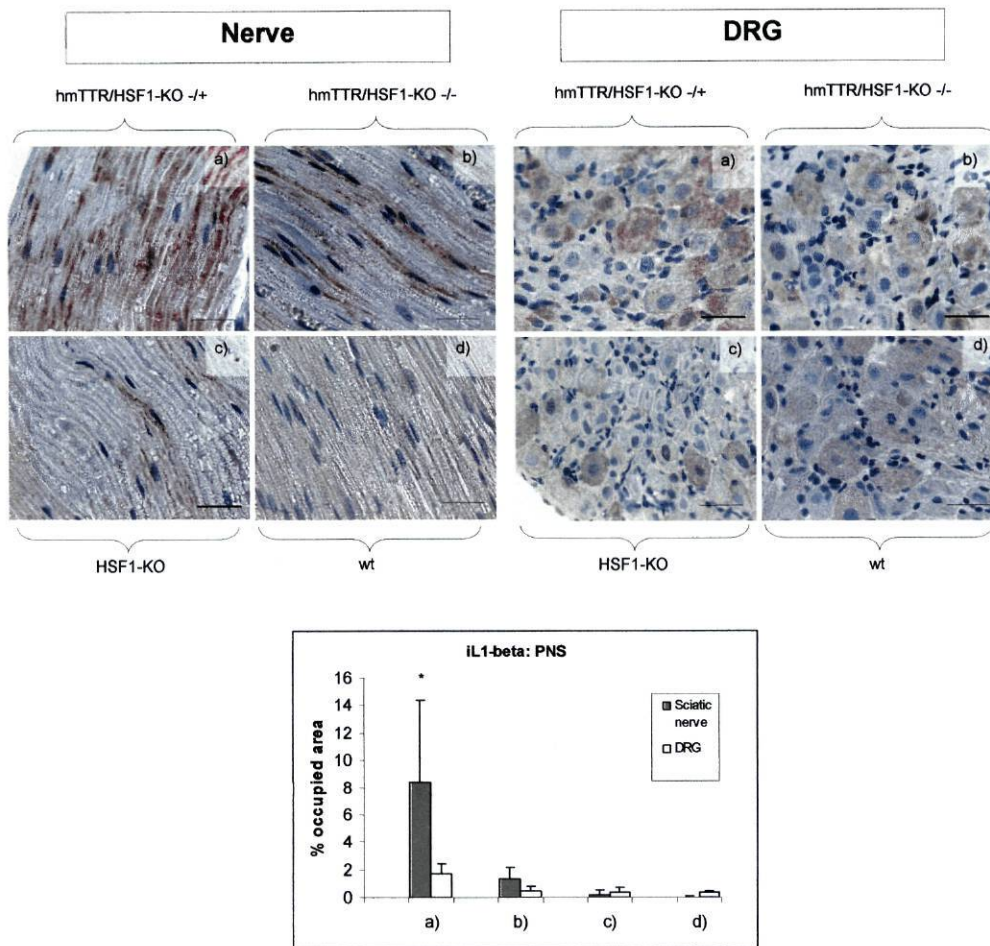 Nerve
DRG
hmTTR/HSF1-KO -/+
hmTTR/HSF1-KO -/-
hmTTR/HSF1-KO -/+
hmTTR/HSF1-KO -/-
a)
b)
a)
b)
c)
d)
c)
d)
HSF1-KO
wt
HSF1-KO
wt
iL1-beta: PNS
16
14
12
10
8
6
4
2
0
% occupied area
*
Sciatic
nerve
DRG
a)
b)
c)
d)